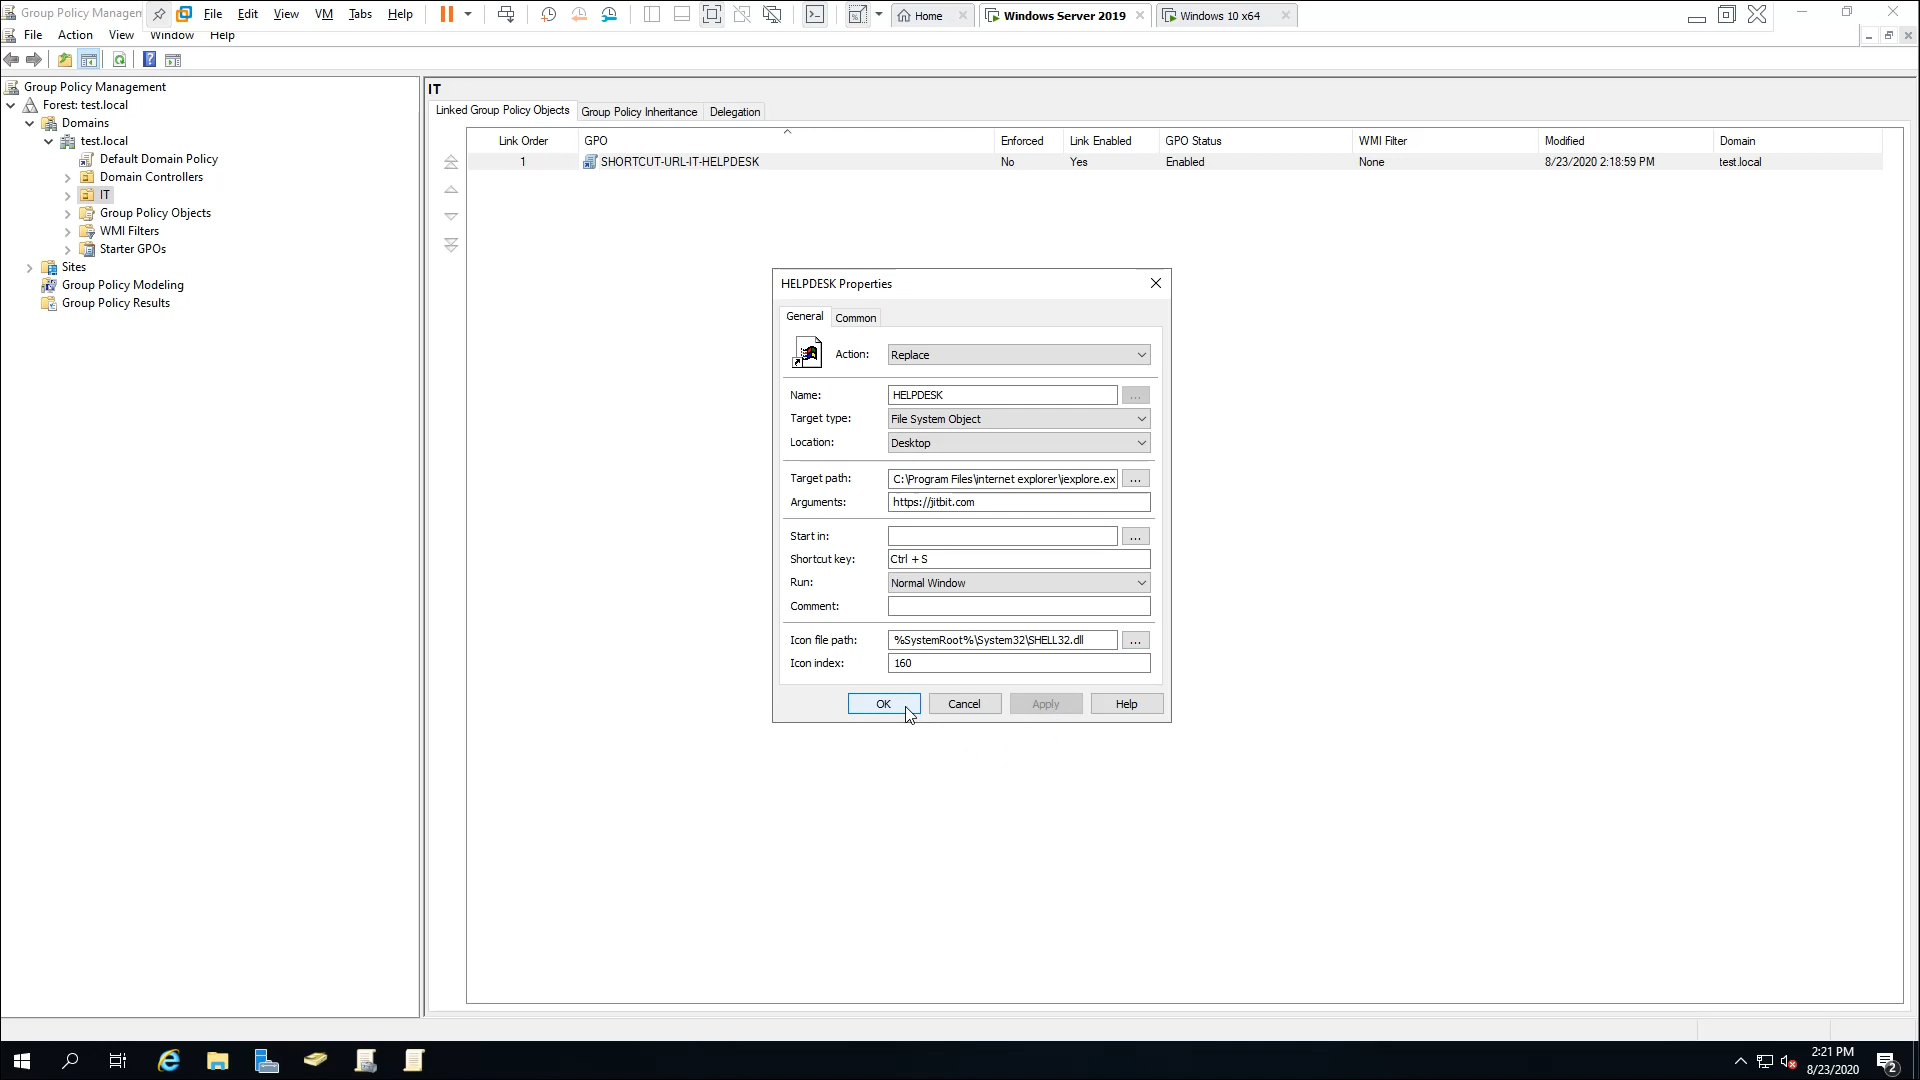 Group Policy Managemen
File Edit View VM Tabs Help
Home
Windows Server 2019
Windows 10 x64
File Action View Window Help
Group Policy Management
Forest: test.local
Domains
test.local
Default Domain Policy
Domain Controllers
IT
Group Policy Objects
WMI Filters
Starter GPOs
Sites
Group Policy Modeling
Group Policy Results
IT
Linked Group Policy Objects Group Policy Inheritance Delegation
Link Order GPO Enforced Link Enabled GPO Status WMI Filter Modified Domain
1 SHORTCUT-URL-IT-HELPDESK No Yes Enabled None 8/23/2020 2:18:59 PM test.local
HELPDESK Properties
General Common
Action: Replace
Name: HELPDESK ...
Target type: File System Object
Location: Desktop
Target path: C:\Program Files\internet explorer\iexplore.ex ...
Arguments: https://jitbit.com
Start in: ...
Shortcut key: Ctrl + S
Run: Normal Window
Comment:
Icon file path: %SystemRoot%\System32\SHELL32.dll ...
Icon index: 160
OK Cancel Apply Help
2:21 PM
8/23/2020
2